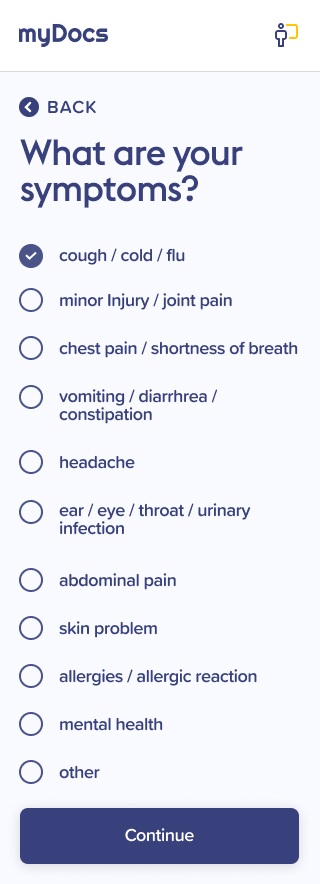 myDocs
BACK
What are your
symptoms?
cough / cold / flu
minor Injury / joint pain
chest pain / shortness of breath
vomiting / diarrhrea /
constipation
headache
ear / eye / throat / urinary
infection
abdominal pain
skin problem
allergies / allergic reaction
mental health
other
Continue